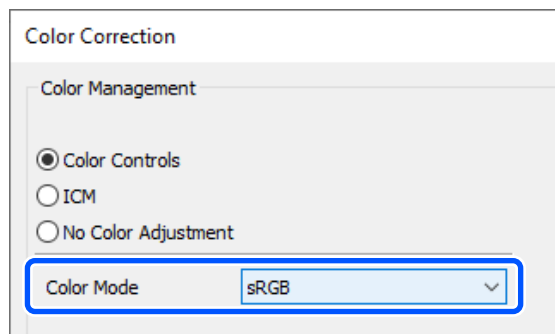 Color Correction
Color Management
Color Controls
ICM
No Color Adjustment
Color Mode sRGB